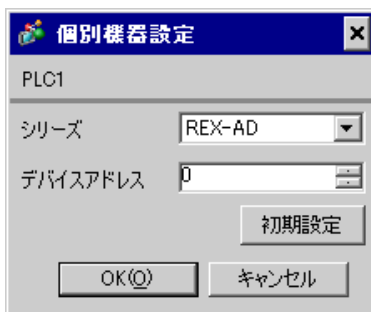 個別機器設定
PLC1
シリーズ REX-AD
デバイスアドレス 0
初期設定
OK(O) キャンセル